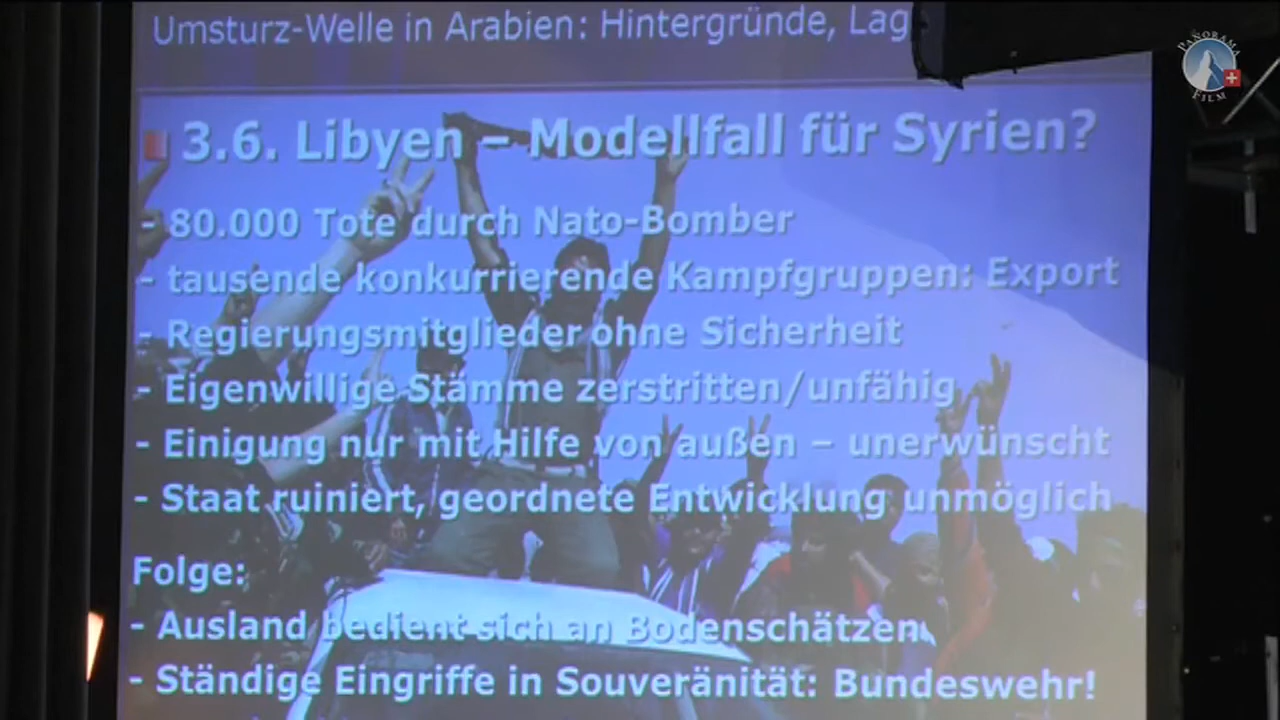 Umsturz-Welle in Arabien: Hintergründe, Lag
PANORAMA
FILM
3.6. Libyen – Modellfall für Syrien?
- 80.000 Tote durch Nato-Bomber
- tausende konkurrierende Kampfgruppen: Export
- Regierungsmitglieder ohne Sicherheit
- Eigenwillige Stämme zerstritten/unfähig
- Einigung nur mit Hilfe von außen – unerwünscht
- Staat ruiniert, geordnete Entwicklung unmöglich
Folge:
- Ausland bedient sich an Bodenschätzen
- Ständige Eingriffe in Souveränität: Bundeswehr!